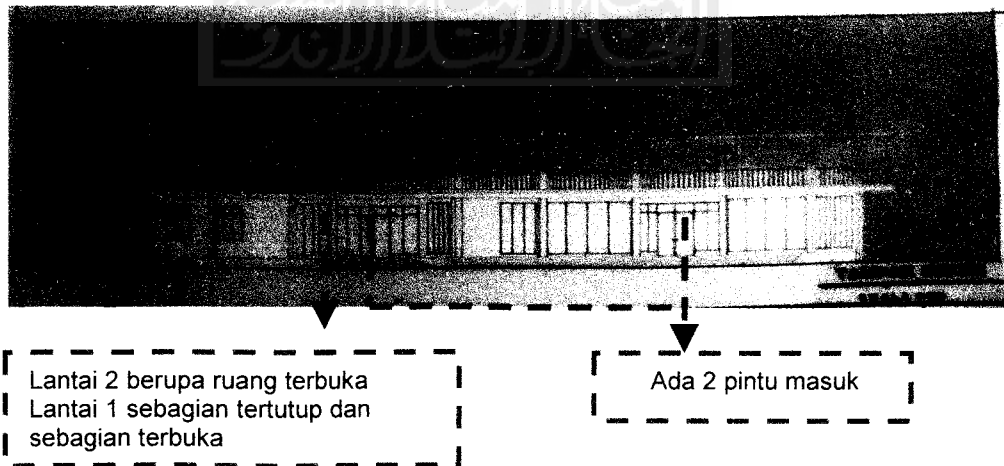 Lantai 2 berupa ruang terbuka
Lantai 1 sebagian tertutup dan
sebagian terbuka
Ada 2 pintu masuk